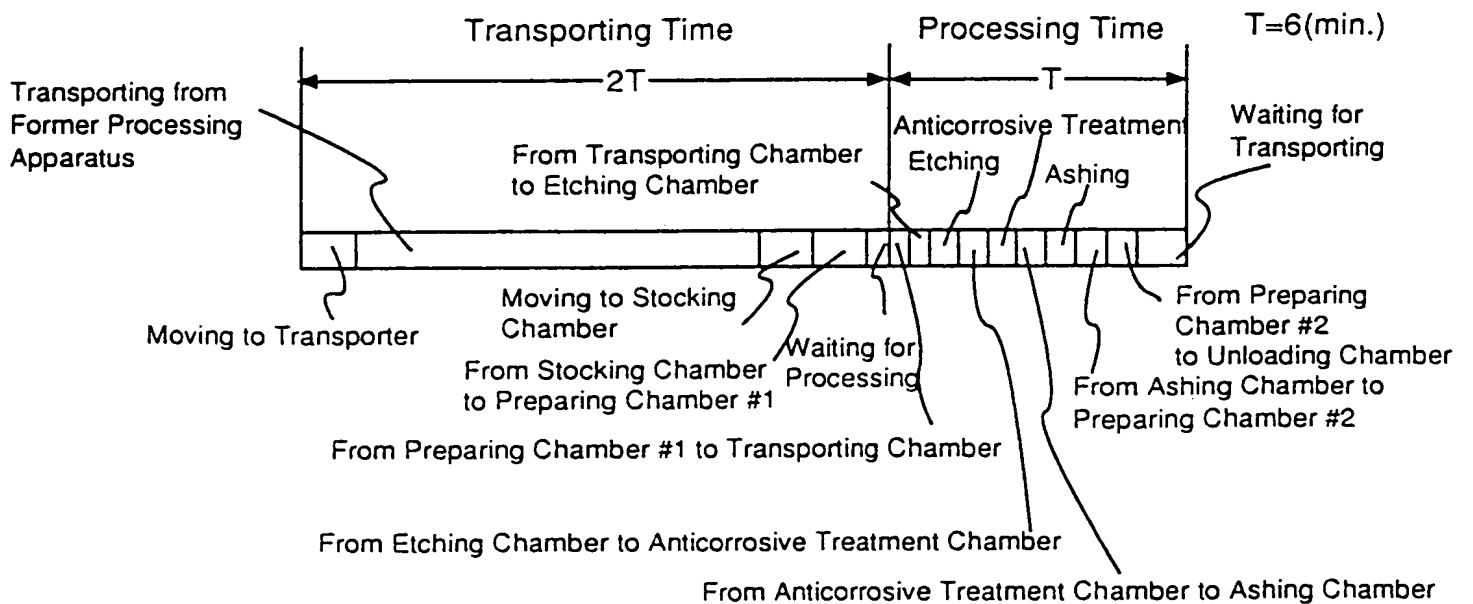 Transporting Time
Processing Time
T=6(min.)
2T
T
Transporting from
Former Processing
Apparatus
From Transporting Chamber
to Etching Chamber
Anticorrosive Treatment
Etching
Ashing
Waiting for
Transporting
Moving to Transporter
Moving to Stocking
Chamber
From Stocking Chamber
to Preparing Chamber #1
Waiting for
Processing
From Preparing Chamber #1 to Transporting Chamber
From Preparing
Chamber #2
to Unloading Chamber
From Ashing Chamber to
Preparing Chamber #2
From Etching Chamber to Anticorrosive Treatment Chamber
From Anticorrosive Treatment Chamber to Ashing Chamber